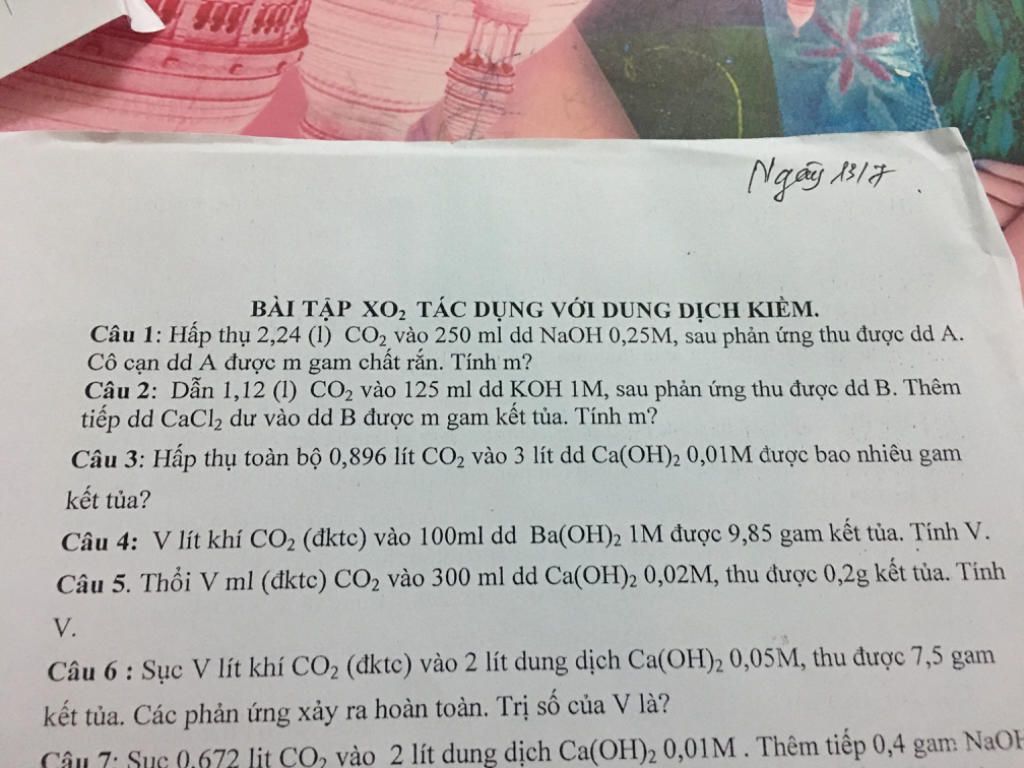 Ngày 13/7
BÀI TẬP XO₂ TÁC DỤNG VỚI DUNG DỊCH KIỀM.
Câu 1: Hấp thụ 2,24 (l) CO₂ vào 250 ml dd NaOH 0,25M, sau phản ứng thu được dd A.
Cô cạn dd A được m gam chất rắn. Tính m?
Câu 2: Dẫn 1,12 (l) CO₂ vào 125 ml dd KOH 1M, sau phản ứng thu được dd B. Thêm
tiếp dd CaCl₂ dư vào dd B được m gam kết tủa. Tính m?
Câu 3: Hấp thụ toàn bộ 0,896 lít CO₂ vào 3 lít dd Ca(OH)₂ 0,01M được bao nhiêu gam
kết tủa?
Câu 4: V lít khí CO₂ (đktc) vào 100ml dd Ba(OH)₂ 1M được 9,85 gam kết tủa. Tính V.
Câu 5. Thổi V ml (đktc) CO₂ vào 300 ml dd Ca(OH)₂ 0,02M, thu được 0,2g kết tủa. Tính
V.
Câu 6 : Sục V lít khí CO₂ (đktc) vào 2 lít dung dịch Ca(OH)₂ 0,05M, thu được 7,5 gam
kết tủa. Các phản ứng xảy ra hoàn toàn. Trị số của V là?
Câu 7: Sục 0,672 lit CO₂ vào 2 lít dung dịch Ca(OH)₂ 0,01M . Thêm tiếp 0,4 gam NaOH